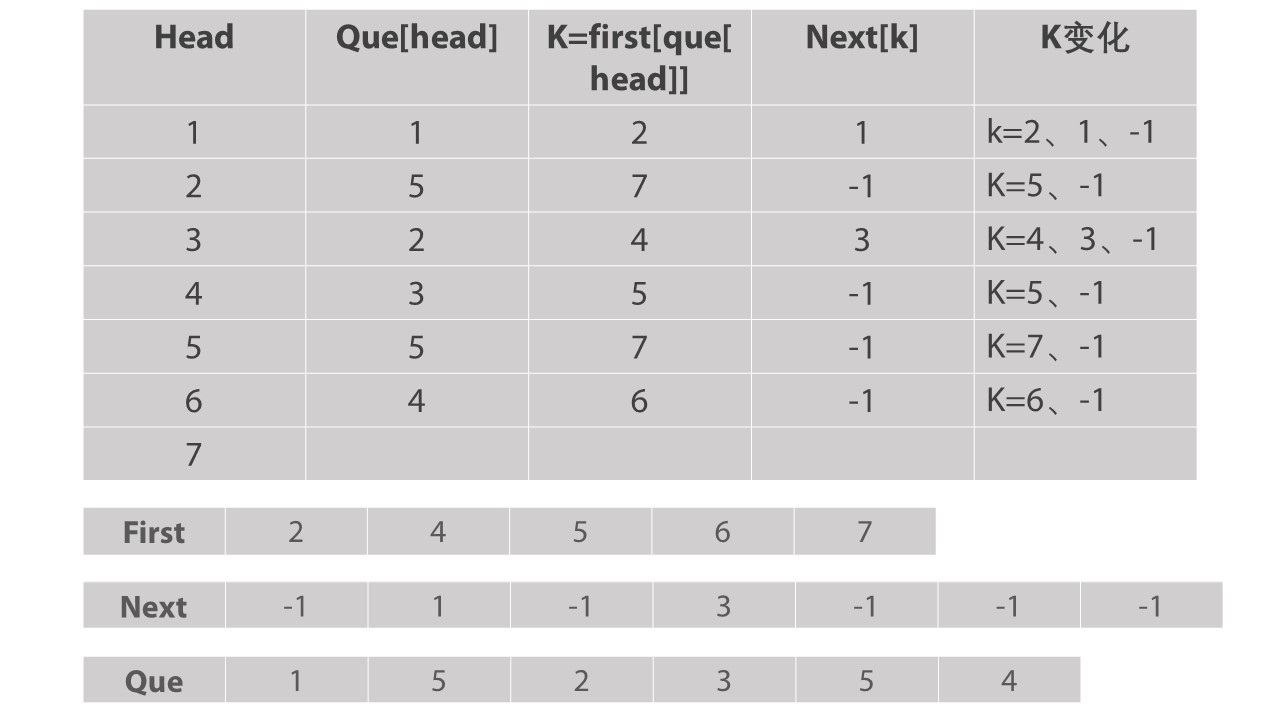 Head Que[head] K=first[que[ Next[k] K变化
head]]
1 1 2 1 k=2、1、-1
2 5 7 -1 K=5、-1
3 2 4 3 K=4、3、-1
4 3 5 -1 K=5、-1
5 5 7 -1 K=7、-1
6 4 6 -1 K=6、-1
7
First 2 4 5 6 7
Next -1 1 -1 3 -1 -1 -1
Que 1 5 2 3 5 4